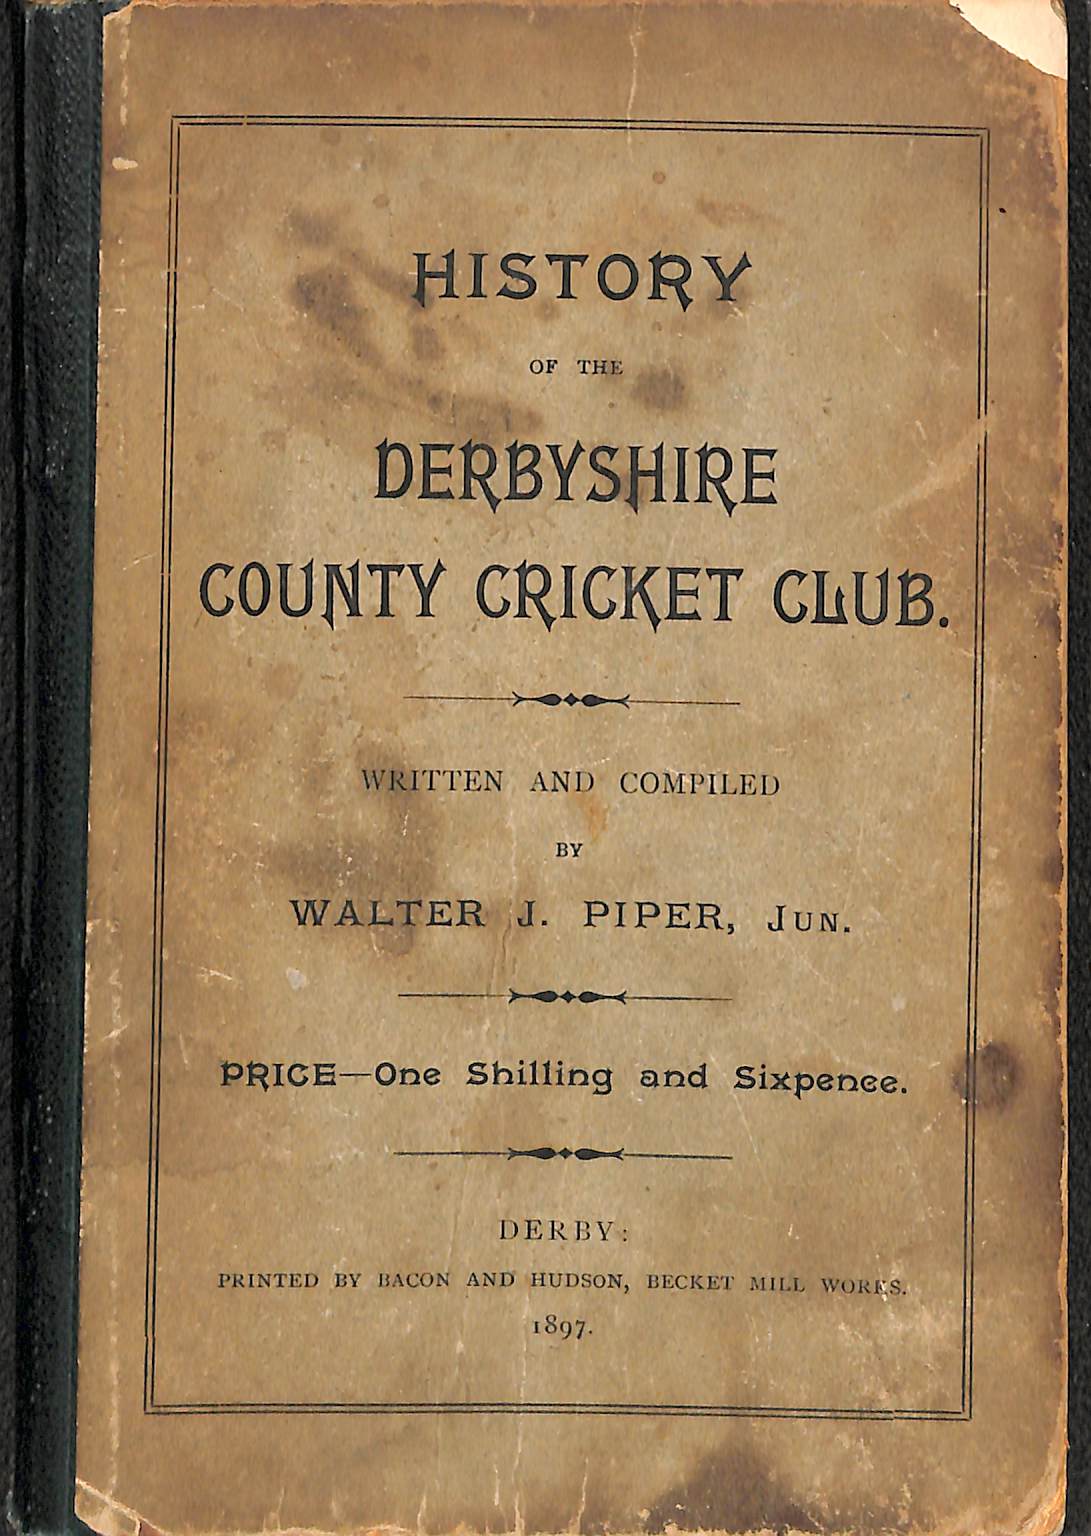 HISTORY
OF THE
DERBYSHIRE
COUNTY CRICKET CLUB.
WRITTEN AND COMPILED
BY
WALTER J. PIPER, JUN.
PRICE—One Shilling and Sixpence.
DERBY:
PRINTED BY BACON AND HUDSON, BECKET MILL WORKS.
1897.